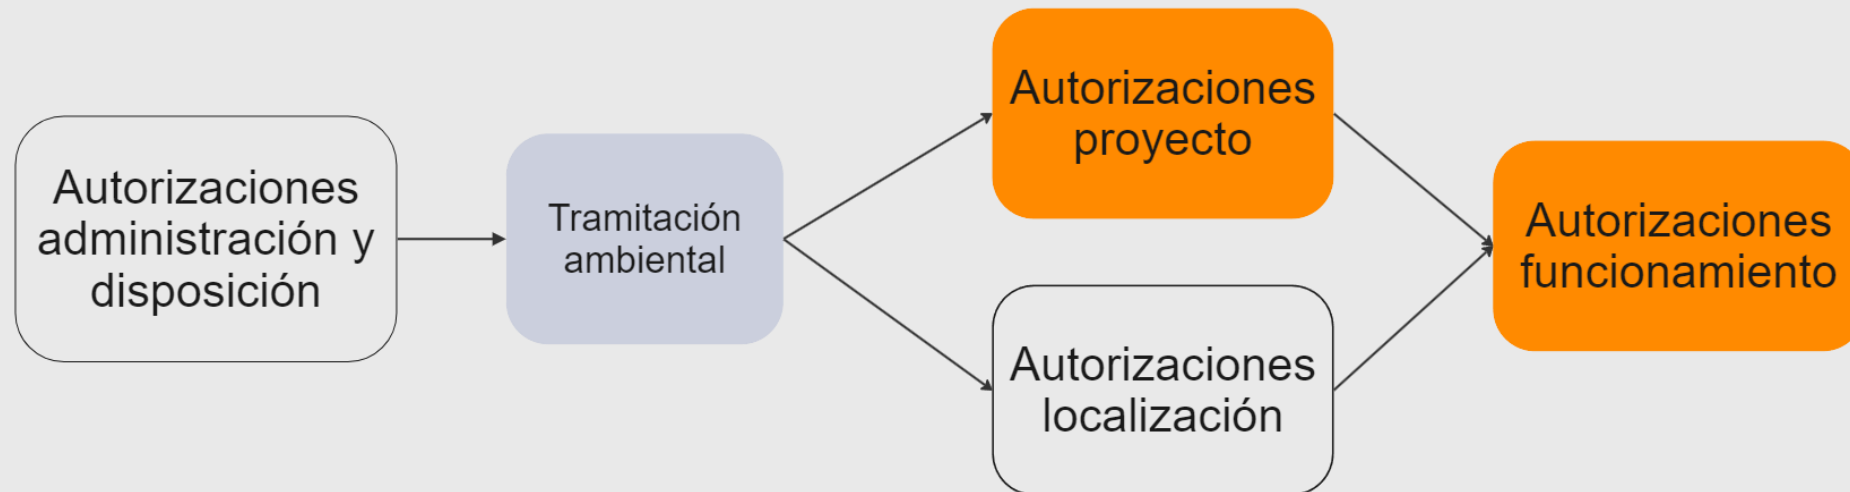 Autorizaciones
administración y
disposición
Tramitación
ambiental
Autorizaciones
proyecto
Autorizaciones
localización
Autorizaciones
funcionamiento